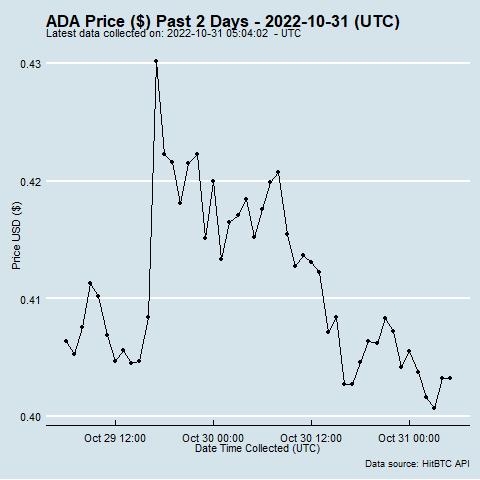 ADA Price ($) Past 2 Days - 2022-10-31 (UTC)
Latest data collected on: 2022-10-31 05:04:02 - UTC
0.43
0.42
0.41
0.40
Price USD ($)
Oct 29 12:00
Oct 30 00:00
Oct 30 12:00
Oct 31 00:00
Date Time Collected (UTC)
Data source: HitBTC API